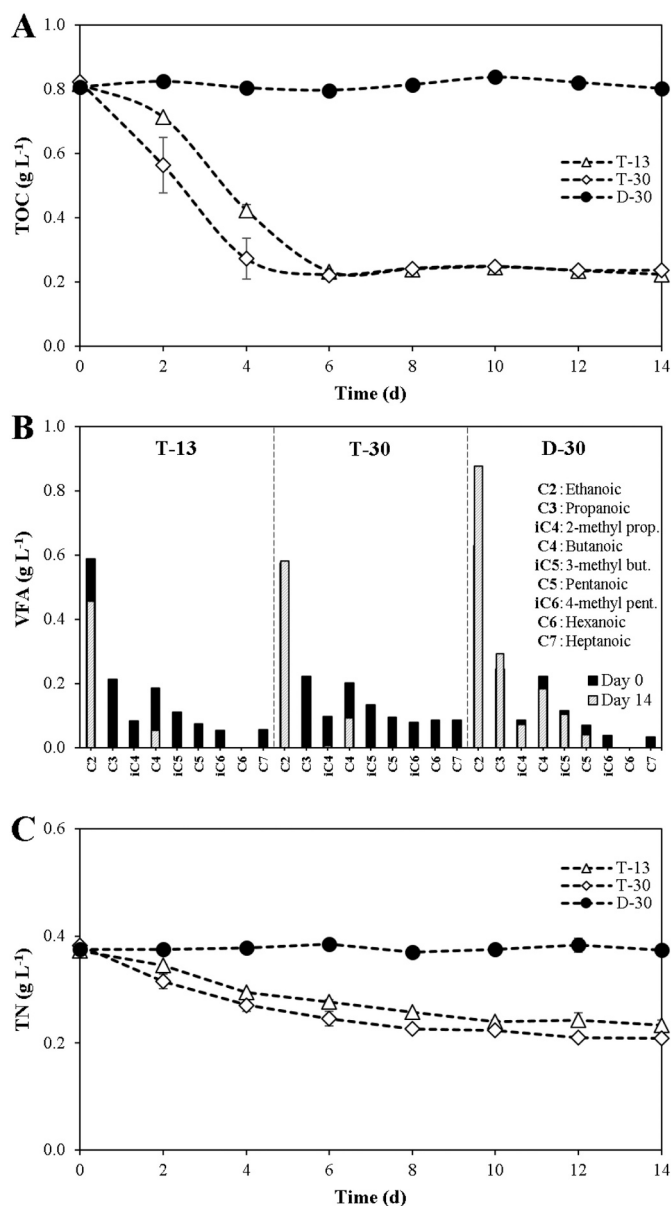 A
TOC (g L⁻¹)
1.0
0.8
0.6
0.4
0.2
0.0
T-13
T-30
D-30
0 2 4 6 8 10 12 14
Time (d)
B
VFA (g L⁻¹)
1.0
0.8
0.6
0.4
0.2
0.0
T-13 T-30 D-30
C2 : Ethanoic
C3 : Propanoic
iC4 : 2-methyl prop.
C4 : Butanoic
iC5 : 3-methyl but.
C5 : Pentanoic
iC6 : 4-methyl pent.
C6 : Hexanoic
C7 : Heptanoic
Day 0
Day 14
C2 C3 iC4 C4 iC5 C5 iC6 C6 C7 C2 C3 iC4 C4 iC5 C5 iC6 C6 C7 C2 C3 iC4 C4 iC5 C5 iC6 C6 C7
C
TN (g L⁻¹)
0.6
0.4
0.2
0.0
T-13
T-30
D-30
0 2 4 6 8 10 12 14
Time (d)